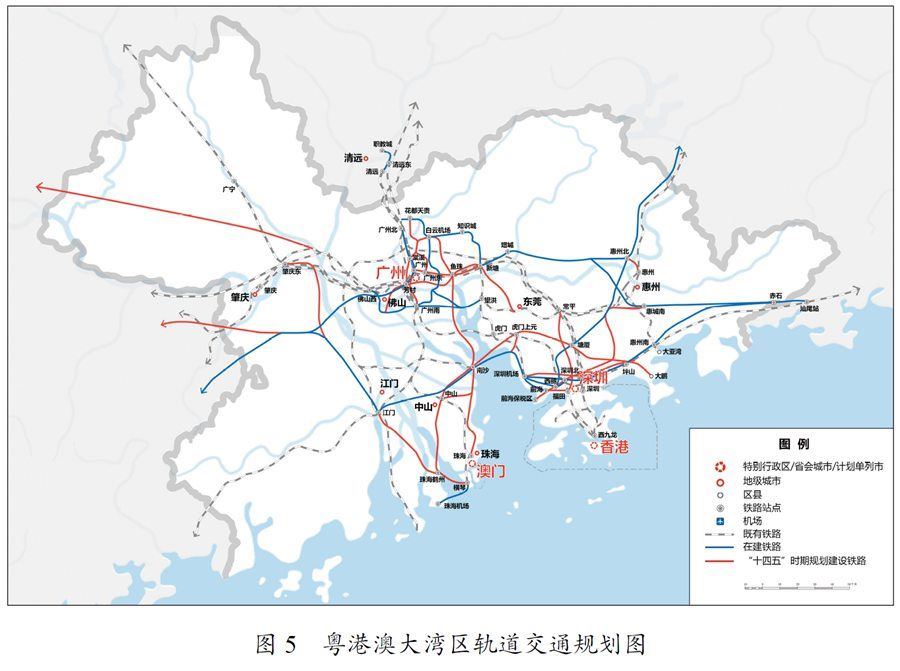 职教城
清远
清远东
清远
广宁
花都天贵
广州北
白云机场
知识城
增城
惠州北
棠溪
广州
广州
广州东
鱼珠
新塘
惠州
惠州
肇庆东
肇庆
肇庆
佛山西
佛山
芳村
广州南
望洪
东莞
常平
惠城南
赤石
汕尾站
虎门
虎门上元
塘厦
惠州南
大亚湾
江门
江门
中山
中山
南沙
深圳机场
西丽
深圳北
深圳
深圳
坪山
大鹏
前海
前海保税区
福田
西九龙
香港
珠海
珠海
澳门
珠海鹤州
横琴
珠海机场
图 例
特别行政区/省会城市/计划单列市
地级城市
区县
铁路站点
机场
既有铁路
在建铁路
“十四五”时期规划建设铁路
图 5 粤港澳大湾区轨道交通规划图